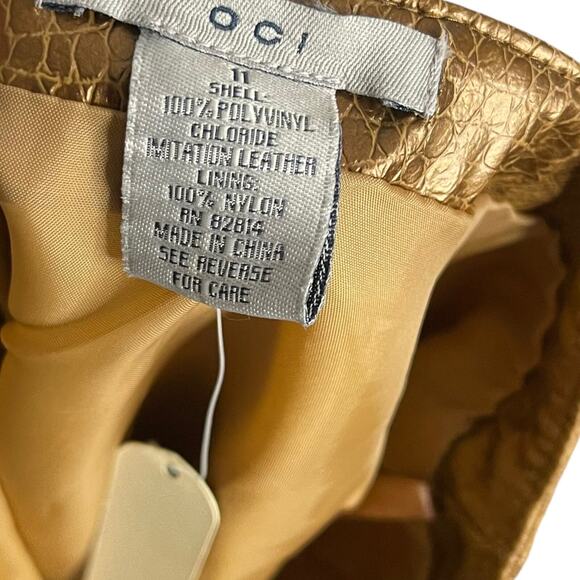 OCI
11
SHELL:
100% POLYVINYL
CHLORIDE
IMITATION LEATHER
LINING:
100% NYLON
RN 82814
MADE IN CHINA
SEE REVERSE
FOR CARE